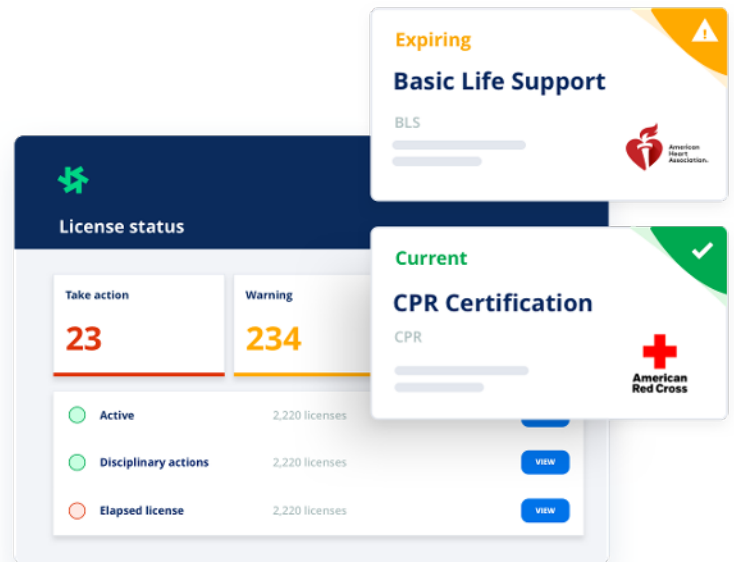 Expiring
Basic Life Support
BLS
American
Heart
Association.
License status
Current
CPR Certification
CPR
American
Red Cross
Take action
23
Warning
234
Active
2,220 licenses
Disciplinary actions
2,220 licenses
VIEW
Elapsed license
2,220 licenses
VIEW